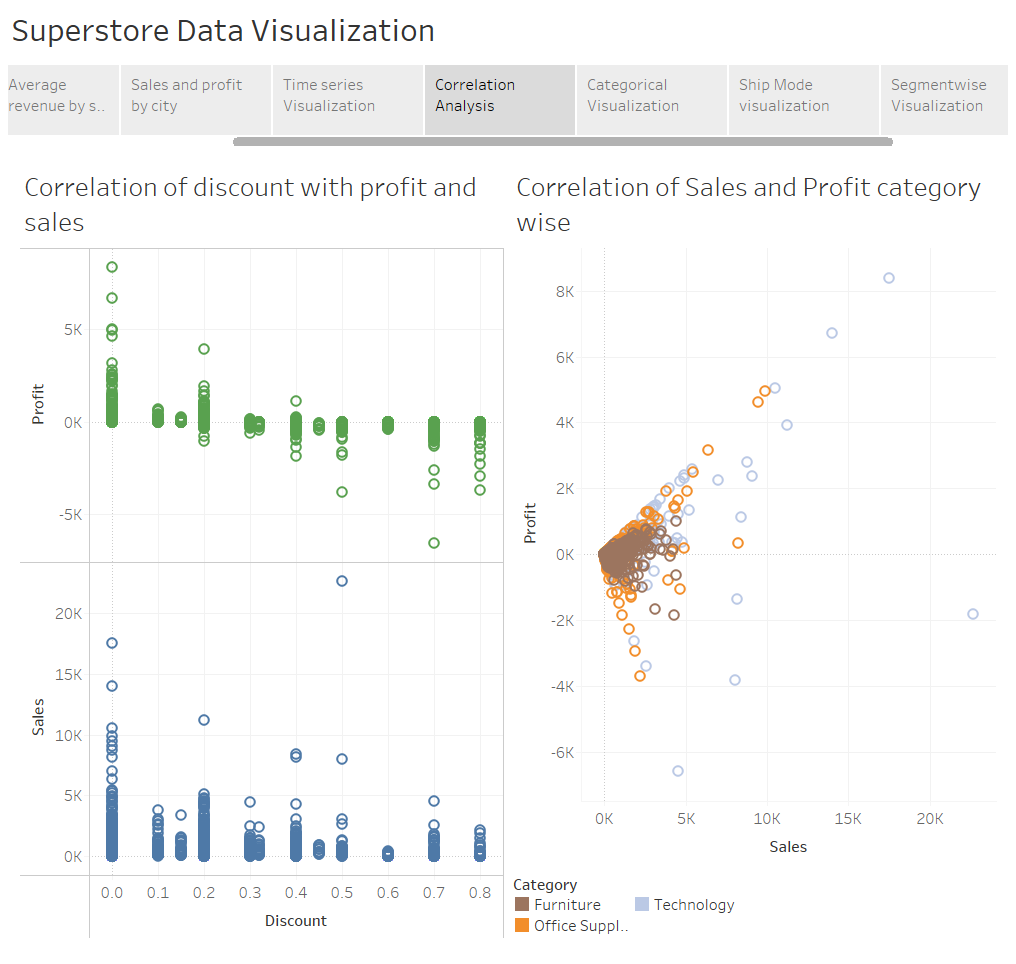 Superstore Data Visualization
Average
revenue by s..
Sales and profit
by city
Time series
Visualization
Correlation
Analysis
Categorical
Visualization
Ship Mode
visualization
Segmentwise
Visualization
Correlation of discount with profit and
sales
Profit
5K
0K
-5K
Sales
20K
15K
10K
5K
0K
0.0 0.1 0.2 0.3 0.4 0.5 0.6 0.7 0.8
Discount
Correlation of Sales and Profit category
wise
Profit
8K
6K
4K
2K
0K
-2K
-4K
-6K
0K 5K 10K 15K 20K
Sales
Category
Furniture Technology
Office Suppl..